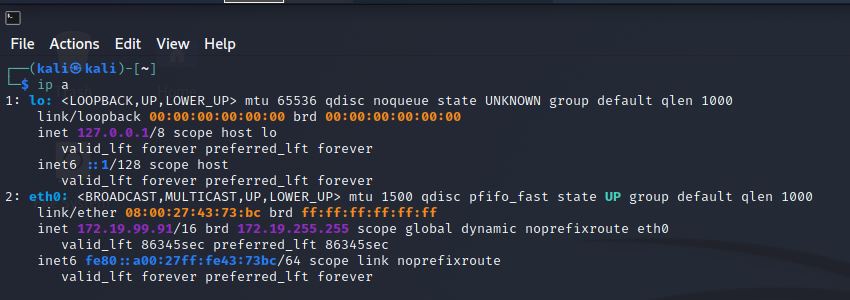 File Actions Edit View Help
┌──(kali㉿kali)-[~]
└─$ ip a
1: lo: <LOOPBACK,UP,LOWER_UP> mtu 65536 qdisc noqueue state UNKNOWN group default qlen 1000
    link/loopback 00:00:00:00:00:00 brd 00:00:00:00:00:00
    inet 127.0.0.1/8 scope host lo
       valid_lft forever preferred_lft forever
    inet6 ::1/128 scope host
       valid_lft forever preferred_lft forever
2: eth0: <BROADCAST,MULTICAST,UP,LOWER_UP> mtu 1500 qdisc pfifo_fast state UP group default qlen 1000
    link/ether 08:00:27:43:73:bc brd ff:ff:ff:ff:ff:ff
    inet 172.19.99.91/16 brd 172.19.255.255 scope global dynamic noprefixroute eth0
       valid_lft 86345sec preferred_lft 86345sec
    inet6 fe80::a00:27ff:fe43:73bc/64 scope link noprefixroute
       valid_lft forever preferred_lft forever